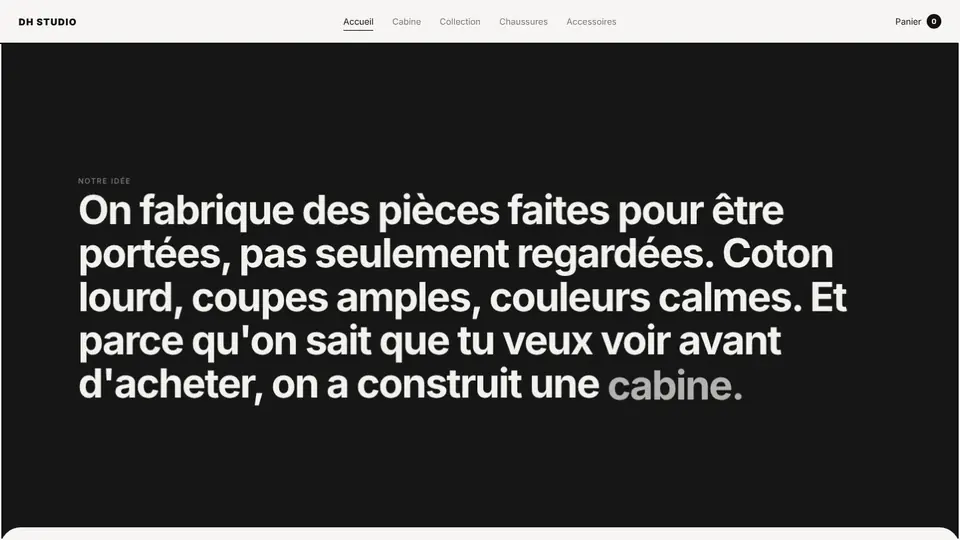 DH STUDIO
Accueil Cabine Collection Chaussures Accessoires
Panier 0
NOTRE IDÉE
On fabrique des pièces faites pour être
portées, pas seulement regardées. Coton
lourd, coupes amples, couleurs calmes. Et
parce qu'on sait que tu veux voir avant
d'acheter, on a construit une cabine.